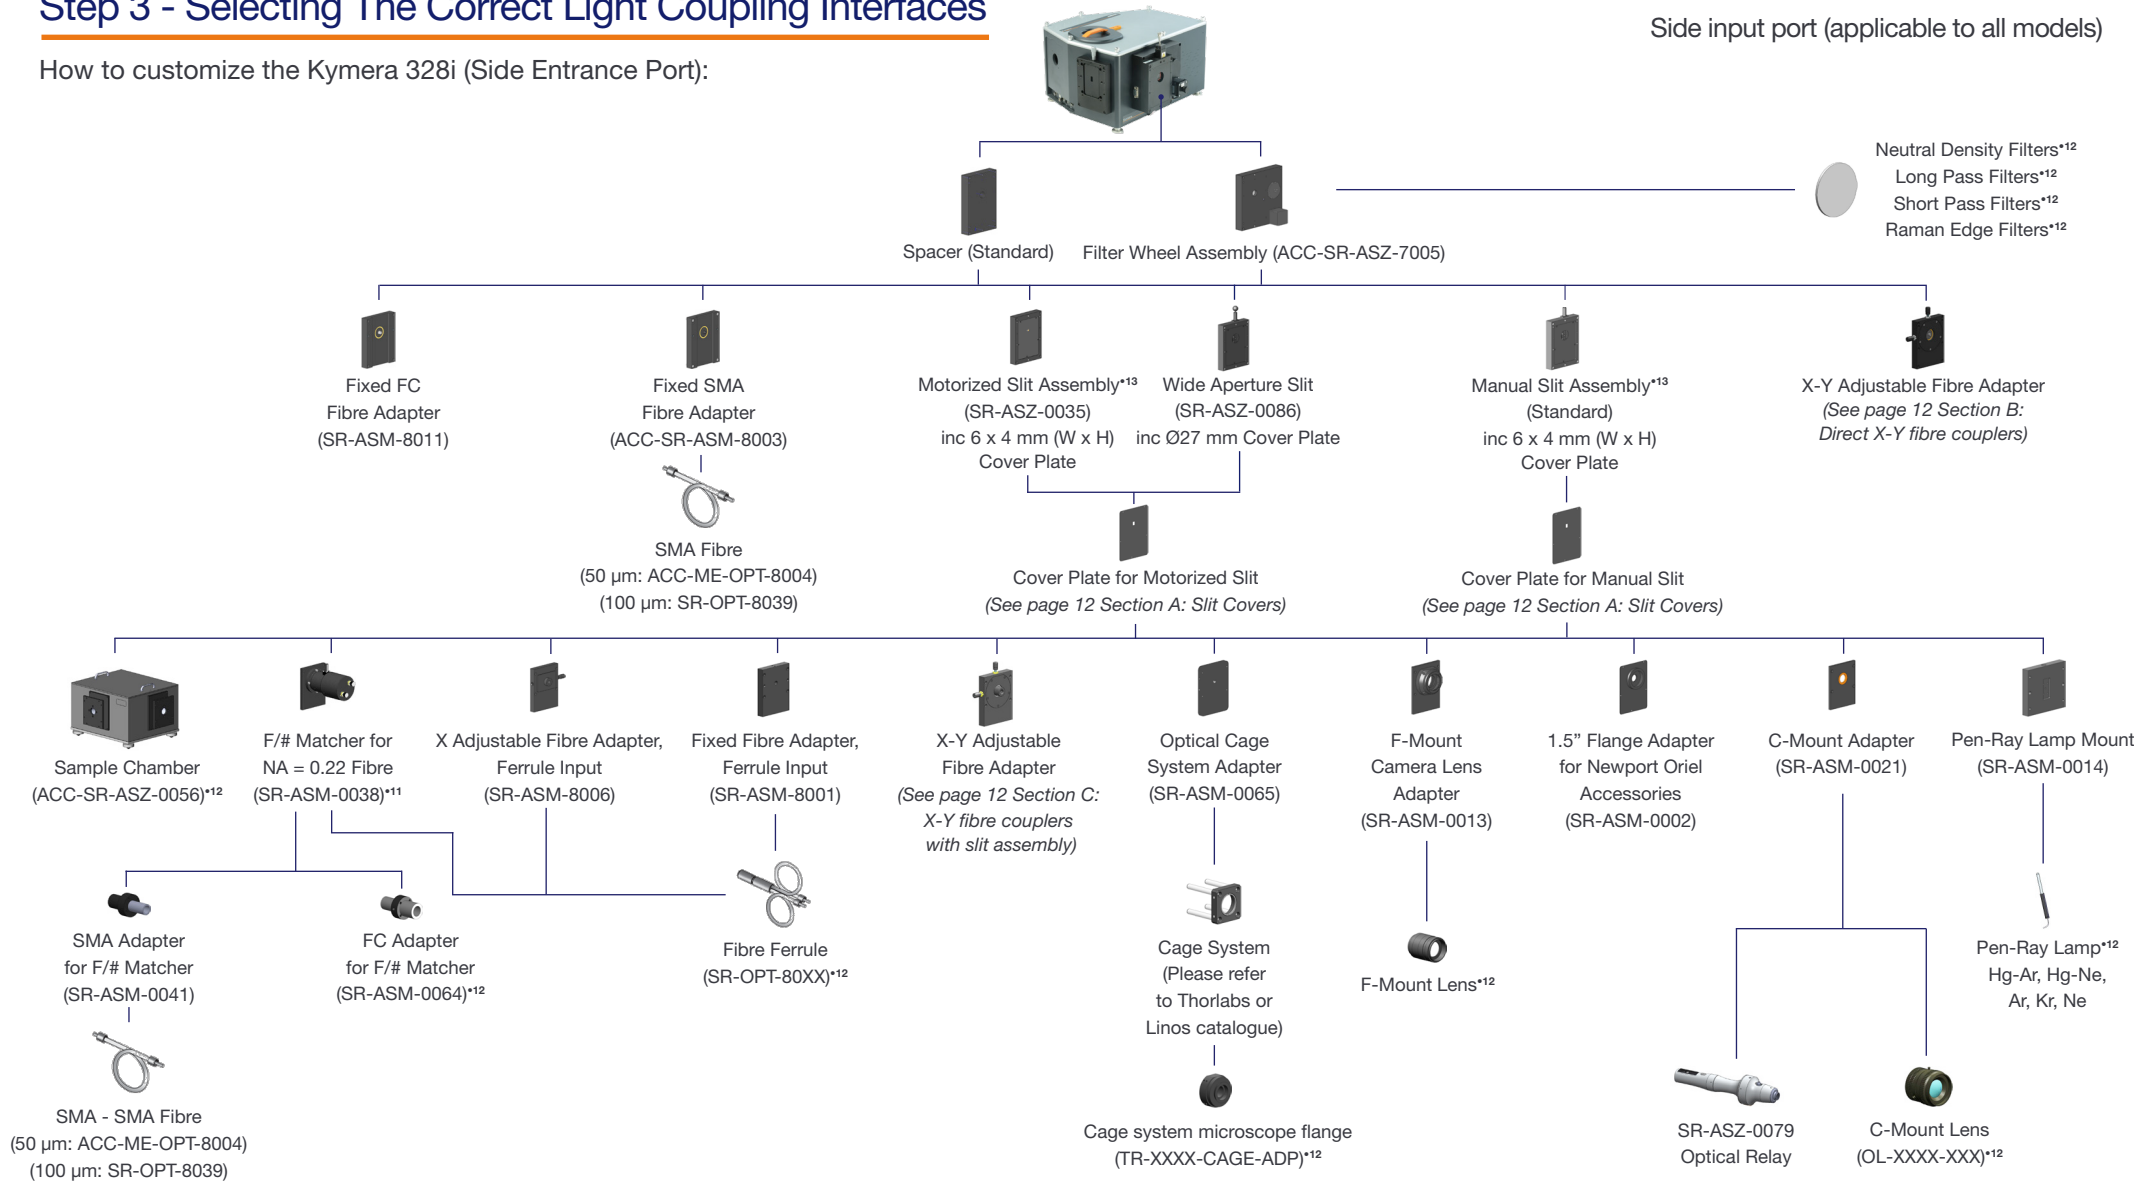 Step 3 - Selecting The Correct Light Coupling Interfaces
Side input port (applicable to all models)
How to customize the Kymera 328i (Side Entrance Port):
Neutral Density Filters•12
Long Pass Filters•12
Short Pass Filters•12
Raman Edge Filters•12
Spacer (Standard)
Filter Wheel Assembly (ACC-SR-ASZ-7005)
Fixed FC
Fibre Adapter
(SR-ASM-8011)
Fixed SMA
Fibre Adapter
(ACC-SR-ASM-8003)
Motorized Slit Assembly•13
(SR-ASZ-0035)
inc 6 x 4 mm (W x H)
Cover Plate
Wide Aperture Slit
(SR-ASZ-0086)
inc Ø27 mm Cover Plate
Manual Slit Assembly•13
(Standard)
inc 6 x 4 mm (W x H)
Cover Plate
X-Y Adjustable Fibre Adapter
(See page 12 Section B:
Direct X-Y fibre couplers)
SMA Fibre
(50 µm: ACC-ME-OPT-8004)
(100 µm: SR-OPT-8039)
Cover Plate for Motorized Slit
(See page 12 Section A: Slit Covers)
Cover Plate for Manual Slit
(See page 12 Section A: Slit Covers)
Sample Chamber
(ACC-SR-ASZ-0056)•12
F/# Matcher for
NA = 0.22 Fibre
(SR-ASM-0038)•11
X Adjustable Fibre Adapter,
Ferrule Input
(SR-ASM-8006)
Fixed Fibre Adapter,
Ferrule Input
(SR-ASM-8001)
X-Y Adjustable
Fibre Adapter
(See page 12 Section C:
X-Y fibre couplers
with slit assembly)
Optical Cage
System Adapter
(SR-ASM-0065)
F-Mount
Camera Lens
Adapter
(SR-ASM-0013)
1.5” Flange Adapter
for Newport Oriel
Accessories
(SR-ASM-0002)
C-Mount Adapter
(SR-ASM-0021)
Pen-Ray Lamp Mount
(SR-ASM-0014)
SMA Adapter
for F/# Matcher
(SR-ASM-0041)
FC Adapter
for F/# Matcher
(SR-ASM-0064)•12
Fibre Ferrule
(SR-OPT-80XX)•12
Cage System
(Please refer
to Thorlabs or
Linos catalogue)
F-Mount Lens•12
Pen-Ray Lamp•12
Hg-Ar, Hg-Ne,
Ar, Kr, Ne
SMA - SMA Fibre
(50 µm: ACC-ME-OPT-8004)
(100 µm: SR-OPT-8039)
Cage system microscope flange
(TR-XXXX-CAGE-ADP)•12
SR-ASZ-0079
Optical Relay
C-Mount Lens
(OL-XXXX-XXX)•12